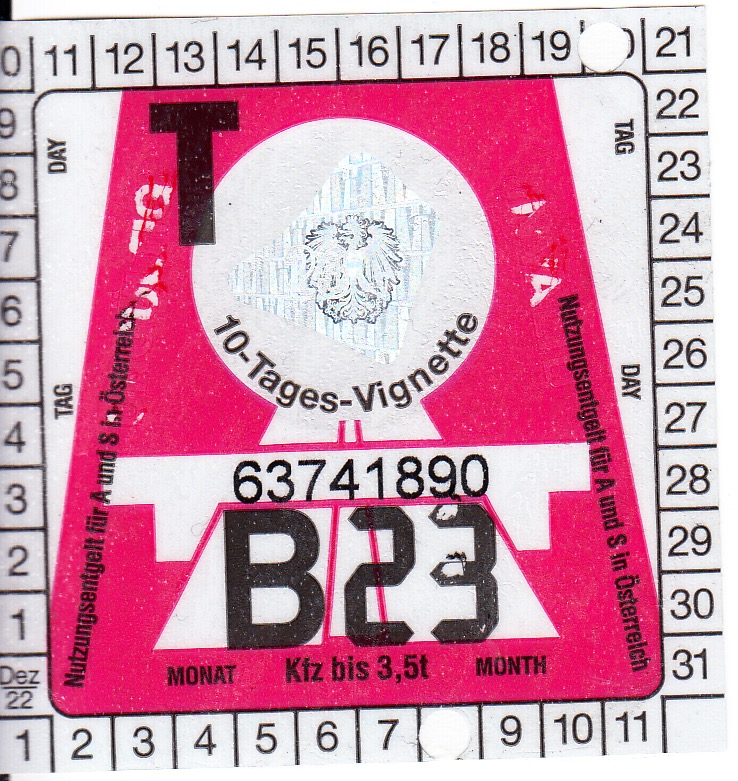 0 11 12 13 14 15 16 17 18 19 21
9 22
8 23
7 24
6 25
5 26
4 27
3 28
2 29
1 30
Dez 22 31
1 2 3 4 5 6 7 9 10 11
DAY
TAG
T
TAG
DAY
10-Tages-Vignette
Nutzungsentgelt für A und S in Österreich
Nutzungsentgelt für A und S in Österreich
63741890
B23
MONAT Kfz bis 3,5t MONTH